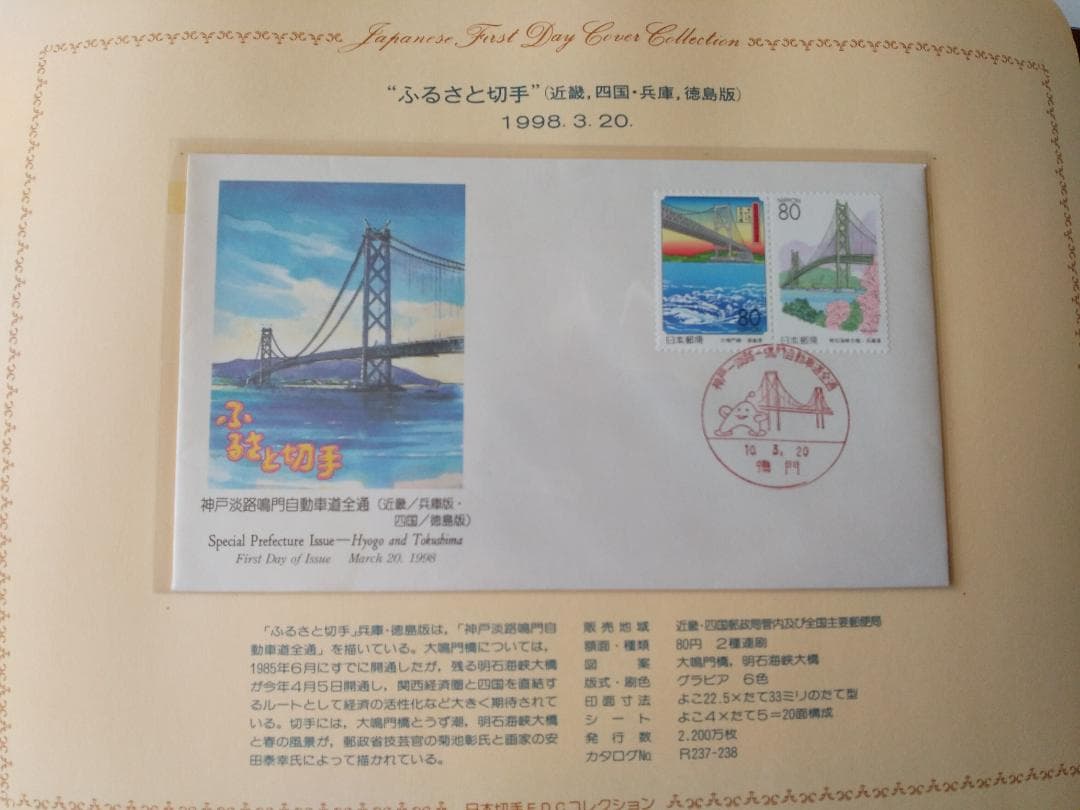 Japanese First Day Cover Collection
“ふるさと切手”(近畿,四国・兵庫,徳島版)
1998. 3. 20.
ふ
るさと切手
神戸淡路鳴門自動車道全通(近畿/兵庫版・
四国/徳島版)
Special Prefecture Issue—Hyogo and Tokushima
First Day of Issue March 20, 1998
80
日本郵便
NIPPON
80
日本郵便
神戸ー淡路ー鳴門自動車道全通
10. 3. 20
鳴門
「ふるさと切手」兵庫・徳島版は,「神戸淡路鳴門自
動車道全通」を描いている。大鳴門橋については,
1985年6月にすでに開通したが,残る明石海峡大橋
が今年4月5日開通し,関西経済圏と四国を直結す
るルートとして経済の活性化など大きく期待されて
いる。切手には,大鳴門橋とうず潮,明石海峡大橋
と春の風景が,郵政省技芸官の菊池彰氏と画家の安
田泰幸氏によって描かれている。
販売地域 近畿・四国郵政局管内及び全国主要郵便局
額面・種類 80円 2種連刷
図案 大鳴門橋,明石海峡大橋
版式・刷色 グラビア 6色
印面寸法 よこ22.5×たて33ミリのたて型
シート よこ4×たて5=20面構成
発行数 2,200万枚
カタログ№ R237-238
日本切手FDCコレクション